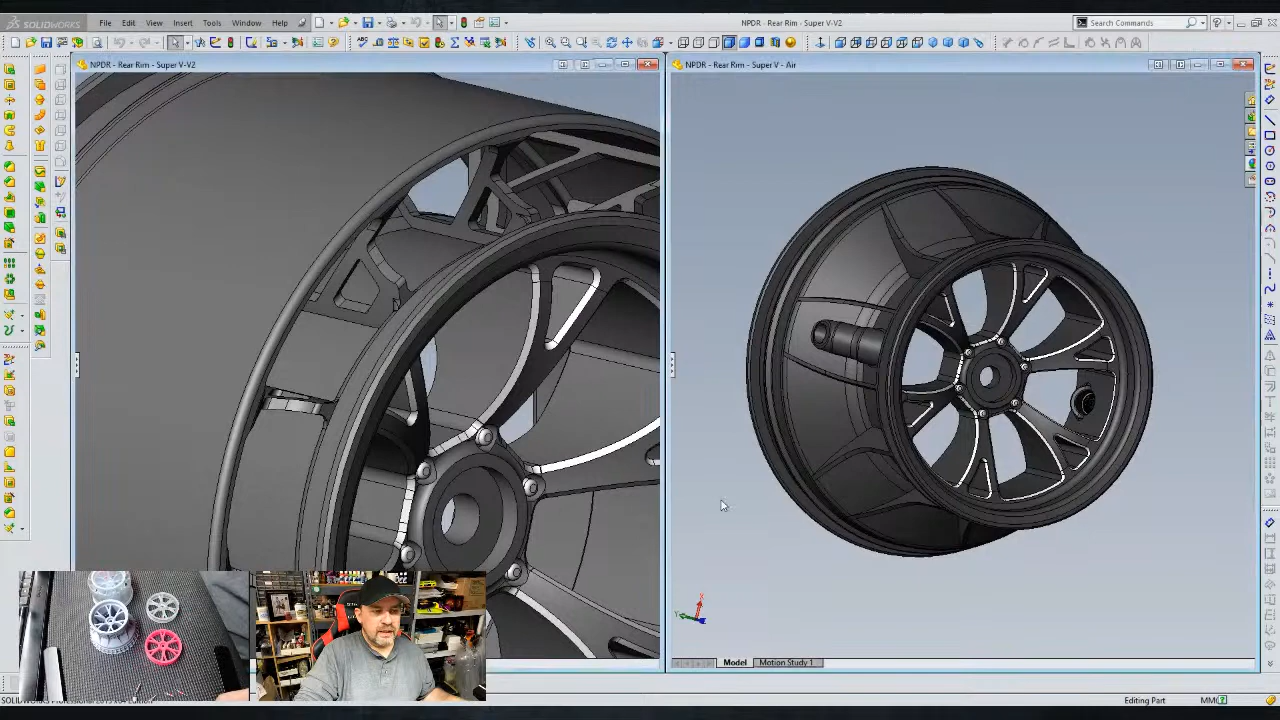 SOLIDWORKS File Edit View Insert Tools Window Help NPDR - Rear Rim - Super V-V2 Search Commands
NPDR - Rear Rim - Super V-V2
NPDR - Rear Rim - Super V - Air
Model Motion Study 1
Editing Part MM